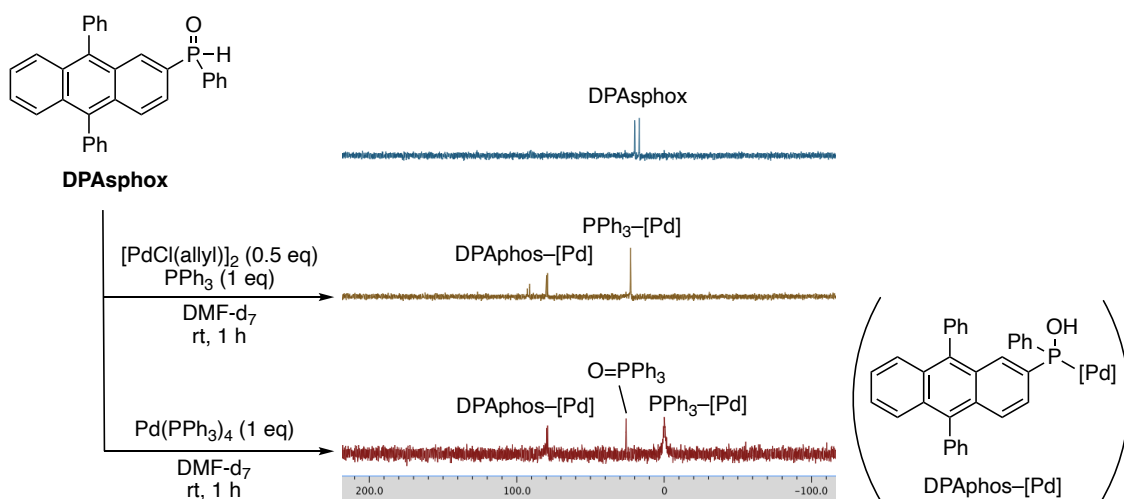 Ph
O
P–H
Ph
Ph
DPAsphox
DPAsphox
[PdCl(allyl)]₂ (0.5 eq)
PPh₃ (1 eq)
DMF-d₇
rt, 1 h
DPAphos–[Pd]
PPh₃–[Pd]
Pd(PPh₃)₄ (1 eq)
DMF-d₇
rt, 1 h
DPAphos–[Pd]
O=PPh₃
PPh₃–[Pd]
200.0 100.0 0 -100.0
Ph
Ph
OH
P
[Pd]
Ph
DPAphos–[Pd]